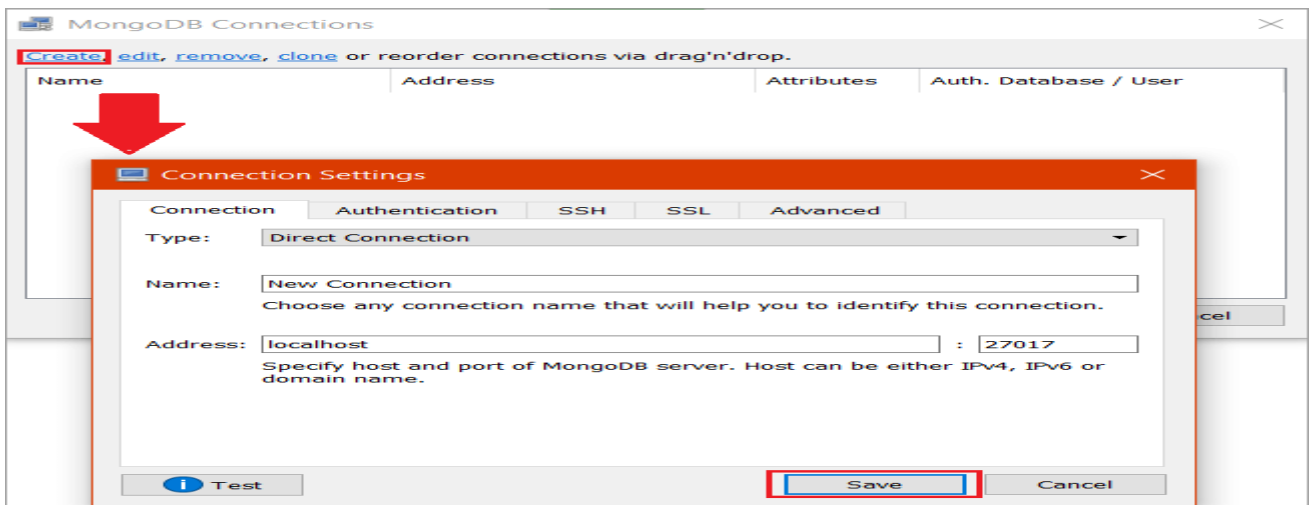 MongoDB Connections
Create, edit, remove, clone or reorder connections via drag'n'drop.
Name Address Attributes Auth. Database / User
Connection Settings
Connection Authentication SSH SSL Advanced
Type: Direct Connection
Name: New Connection
Choose any connection name that will help you to identify this connection.
Address: localhost : 27017
Specify host and port of MongoDB server. Host can be either IPv4, IPv6 or
domain name.
cel
Test Save Cancel